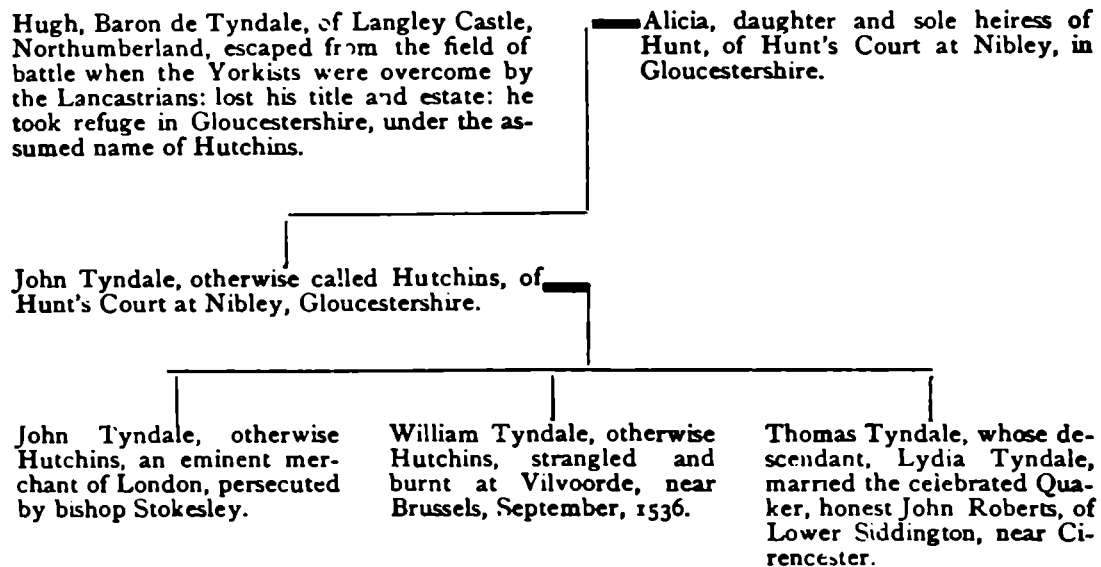 Hugh, Baron de Tyndale, of Langley Castle,
Northumberland, escaped from the field of
battle when the Yorkists were overcome by
the Lancastrians: lost his title and estate: he
took refuge in Gloucestershire, under the as-
sumed name of Hutchins.
Alicia, daughter and sole heiress of
Hunt, of Hunt's Court at Nibley, in
Gloucestershire.
John Tyndale, otherwise called Hutchins, of
Hunt's Court at Nibley, Gloucestershire.
John Tyndale, otherwise
Hutchins, an eminent mer-
chant of London, persecuted
by bishop Stokesley.
William Tyndale, otherwise
Hutchins, strangled and
burnt at Vilvoorde, near
Brussels, September, 1536.
Thomas Tyndale, whose de-
scendant, Lydia Tyndale,
married the celebrated Qua-
ker, honest John Roberts, of
Lower Siddington, near Ci-
rencester.